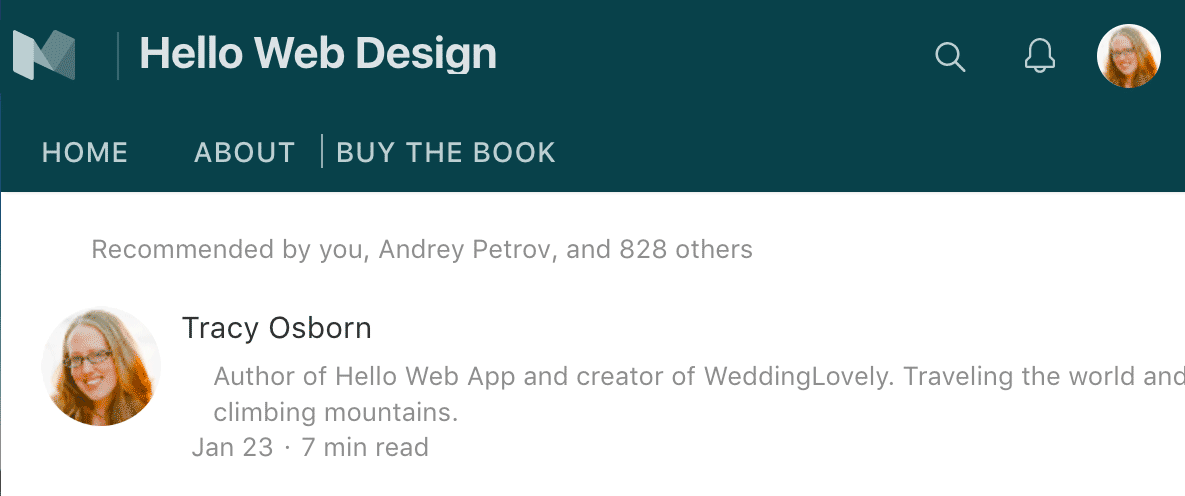 Hello Web Design
HOME ABOUT BUY THE BOOK
Recommended by you, Andrey Petrov, and 828 others
Tracy Osborn
Author of Hello Web App and creator of WeddingLovely. Traveling the world and
climbing mountains.
Jan 23 · 7 min read